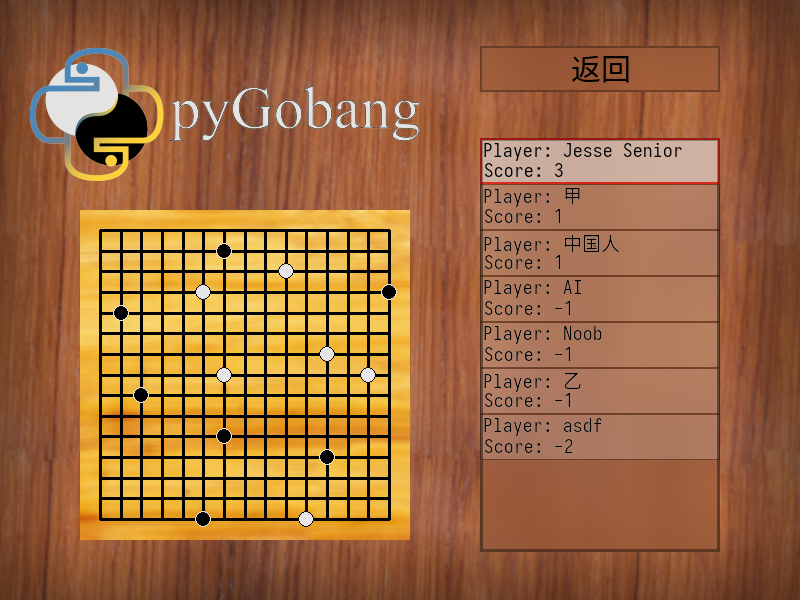 pyGobang
返回
Player: Jesse Senior
Score: 3
Player: 甲
Score: 1
Player: 中国人
Score: 1
Player: AI
Score: -1
Player: Noob
Score: -1
Player: 乙
Score: -1
Player: asdf
Score: -2